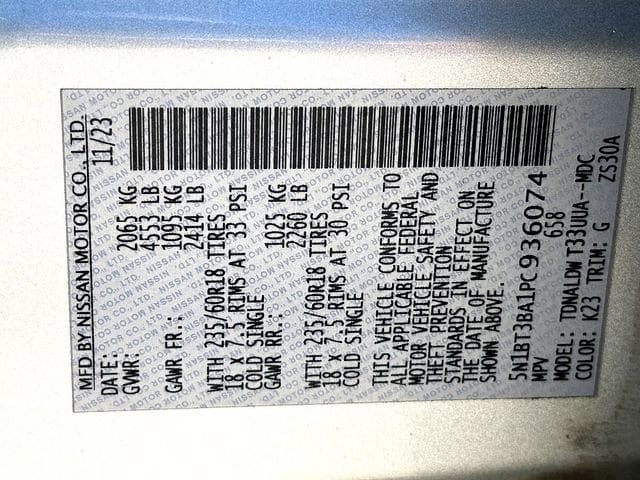 MFD BY NISSAN MOTOR CO., LTD.
DATE: 11/23
GVWR: 2065 KG
4553 LB
GAWR FR.: 1095 KG
2414 LB
WITH 235/60R18 TIRES
18 X 7.5 RIMS AT 33 PSI
COLD SINGLE
GAWR RR.: 1025 KG
2260 LB
WITH 235/60R18 TIRES
18 X 7.5 RIMS AT 30 PSI
COLD SINGLE
THIS VEHICLE CONFORMS TO
ALL APPLICABLE FEDERAL
MOTOR VEHICLE SAFETY AND
THEFT PREVENTION
STANDARDS IN EFFECT ON
THE DATE OF MANUFACTURE
SHOWN ABOVE.
5N1BT3BA1PC936074
MPV 658
MODEL: TDNALDW T33UUA--MDC
COLOR: K23 TRIM: G ZS30A